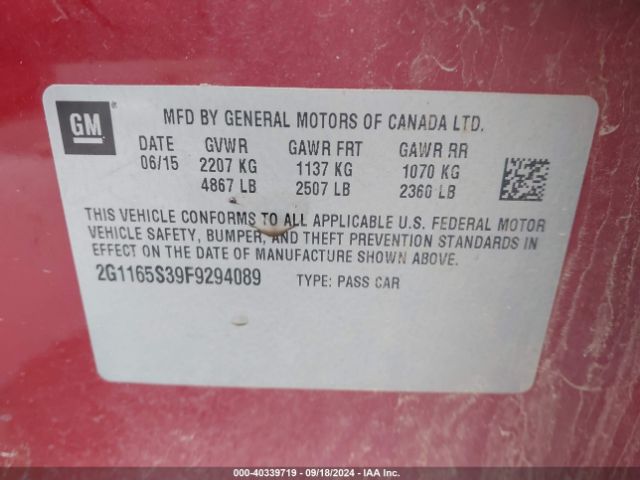 GM
MFD BY GENERAL MOTORS OF CANADA LTD.
DATE GVWR GAWR FRT GAWR RR
06/15 2207 KG 1137 KG 1070 KG
4867 LB 2507 LB 2360 LB
THIS VEHICLE CONFORMS TO ALL APPLICABLE U.S. FEDERAL MOTOR
VEHICLE SAFETY, BUMPER, AND THEFT PREVENTION STANDARDS IN
EFFECT ON THE DATE OF MANUFACTURE SHOWN ABOVE.
2G1165S39F9294089 TYPE: PASS CAR
000-40339719 - 09/18/2024 - IAA Inc.